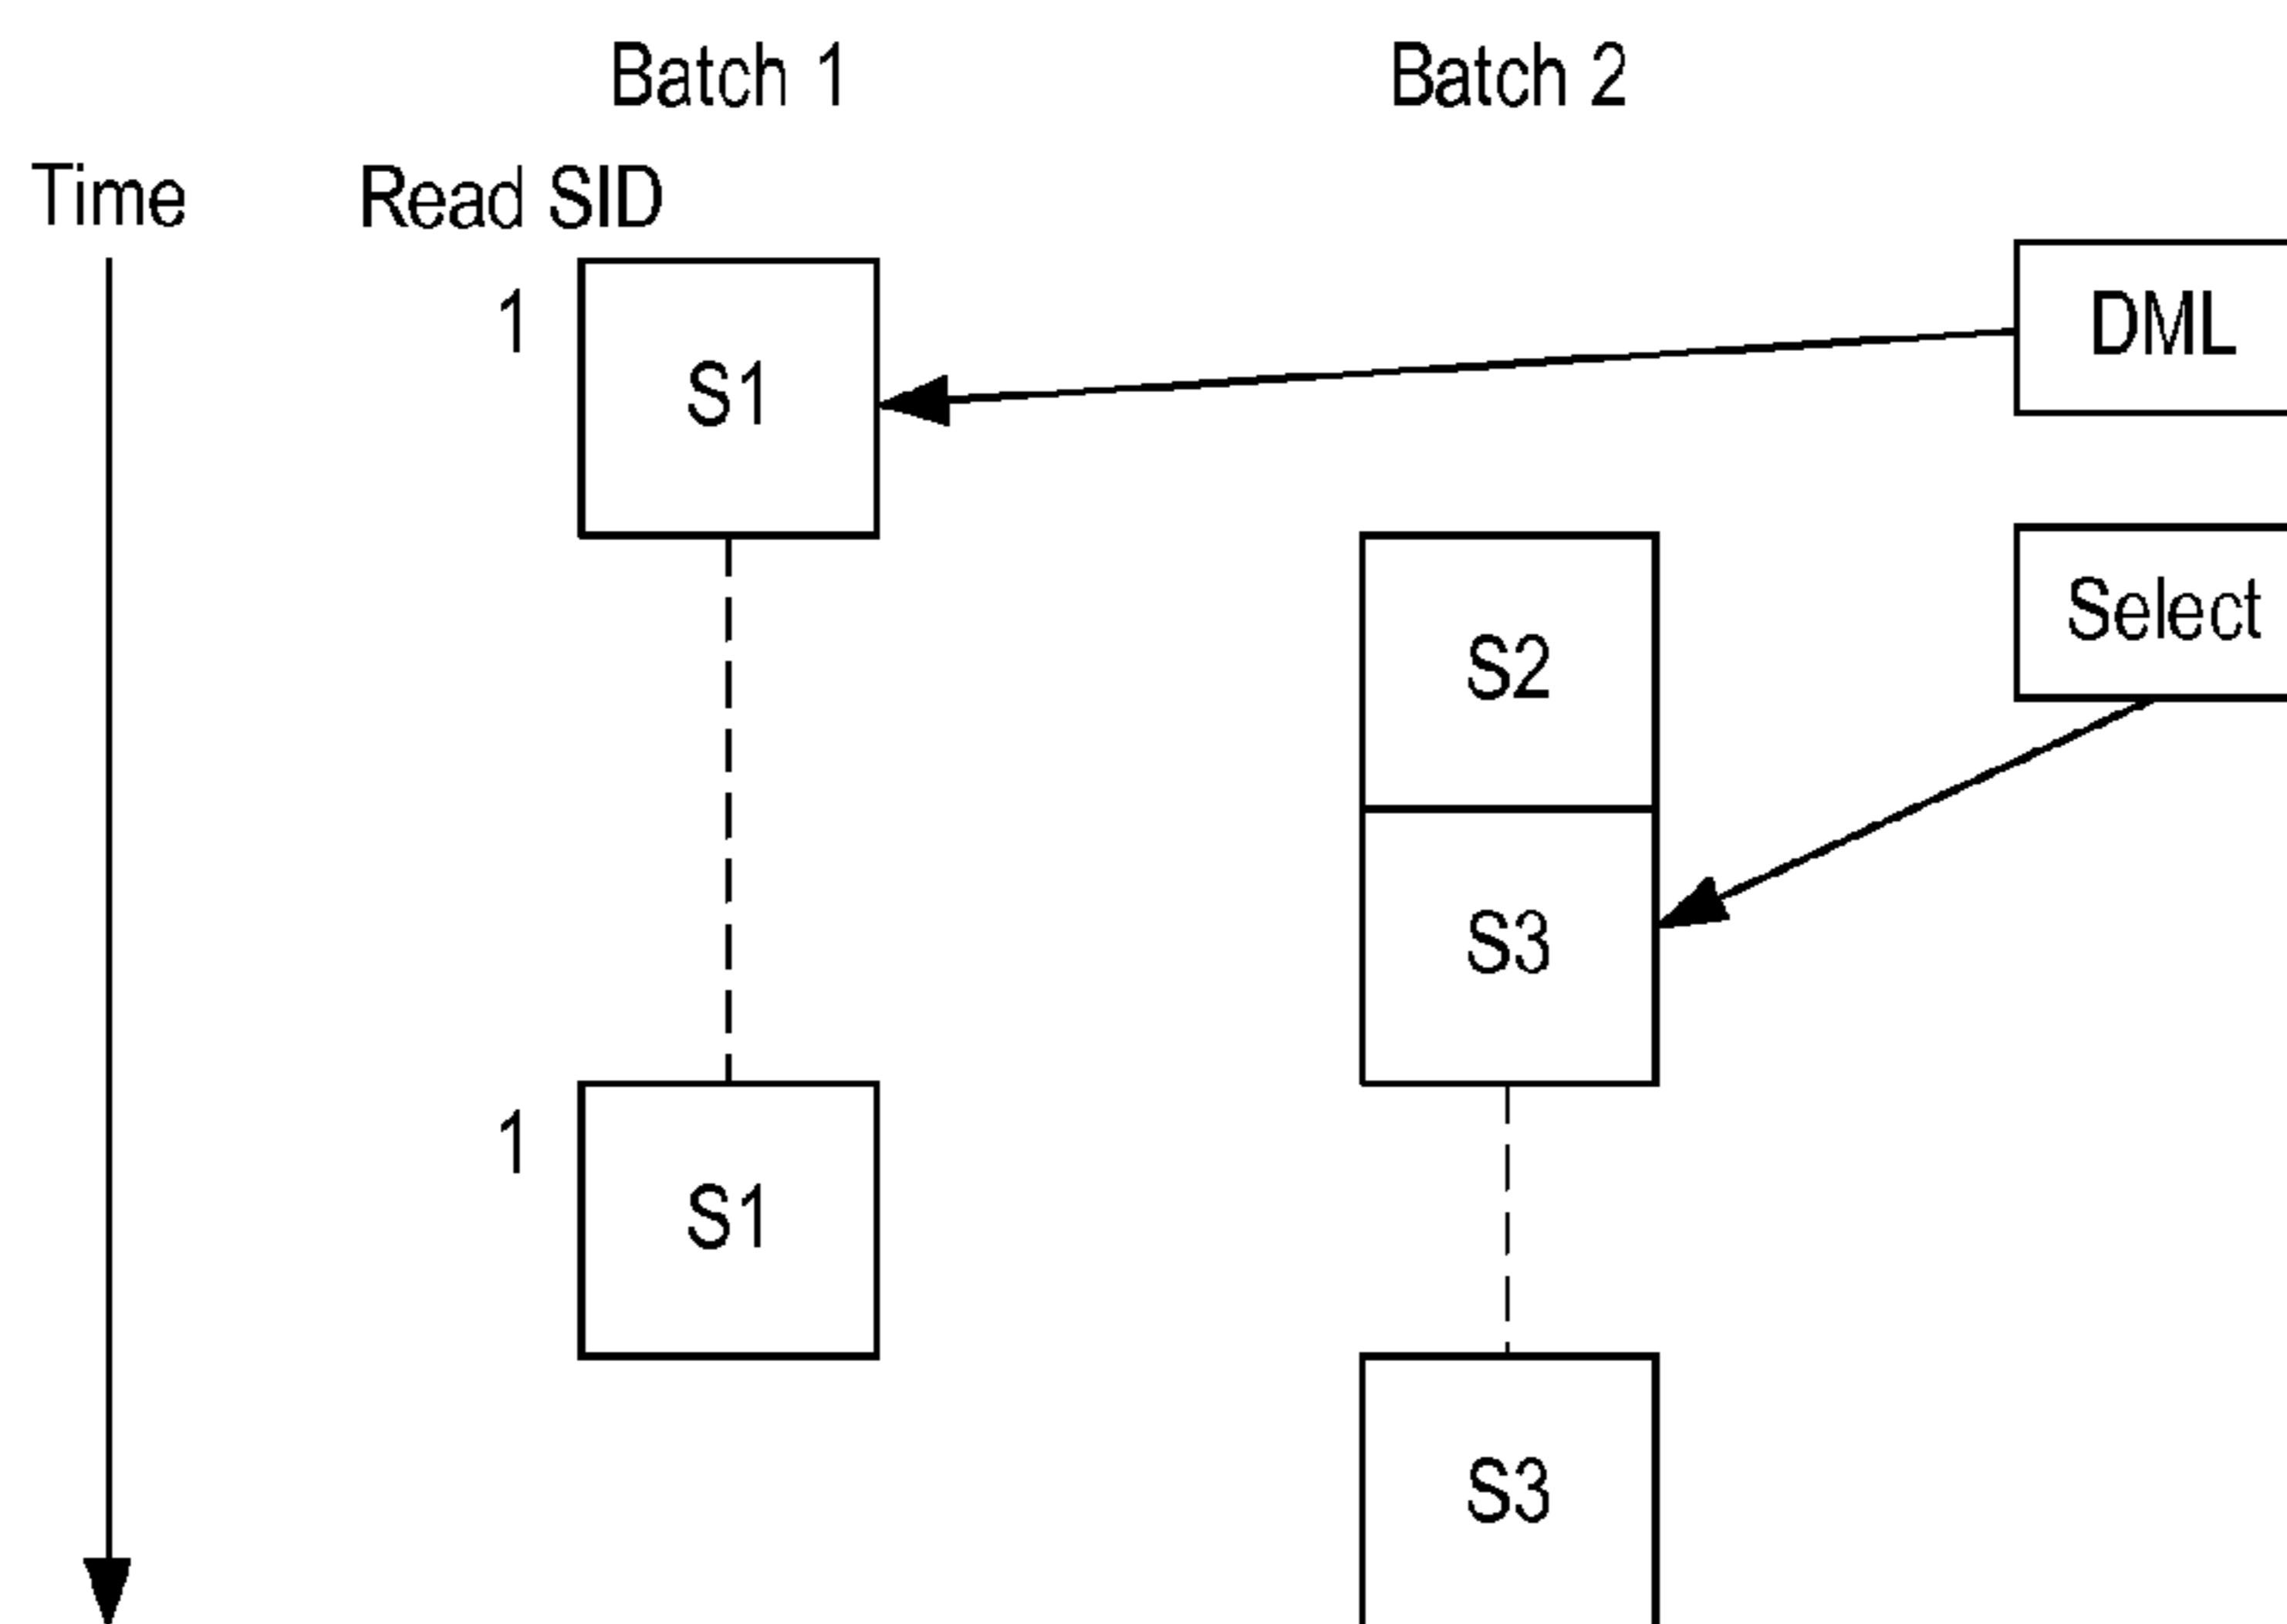 Batch 1 Batch 2
Time Read SID
1 DML
S1
Select
S2
S3
1
S1
S3